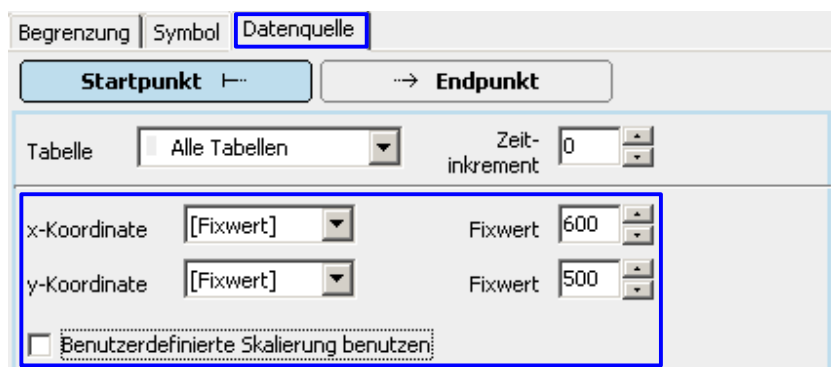 Begrenzung Symbol Datenquelle
Startpunkt Endpunkt
Tabelle Alle Tabellen Zeit-
inkrement 0
x-Koordinate [Fixwert] Fixwert 600
y-Koordinate [Fixwert] Fixwert 500
Benutzerdefinierte Skalierung benutzen